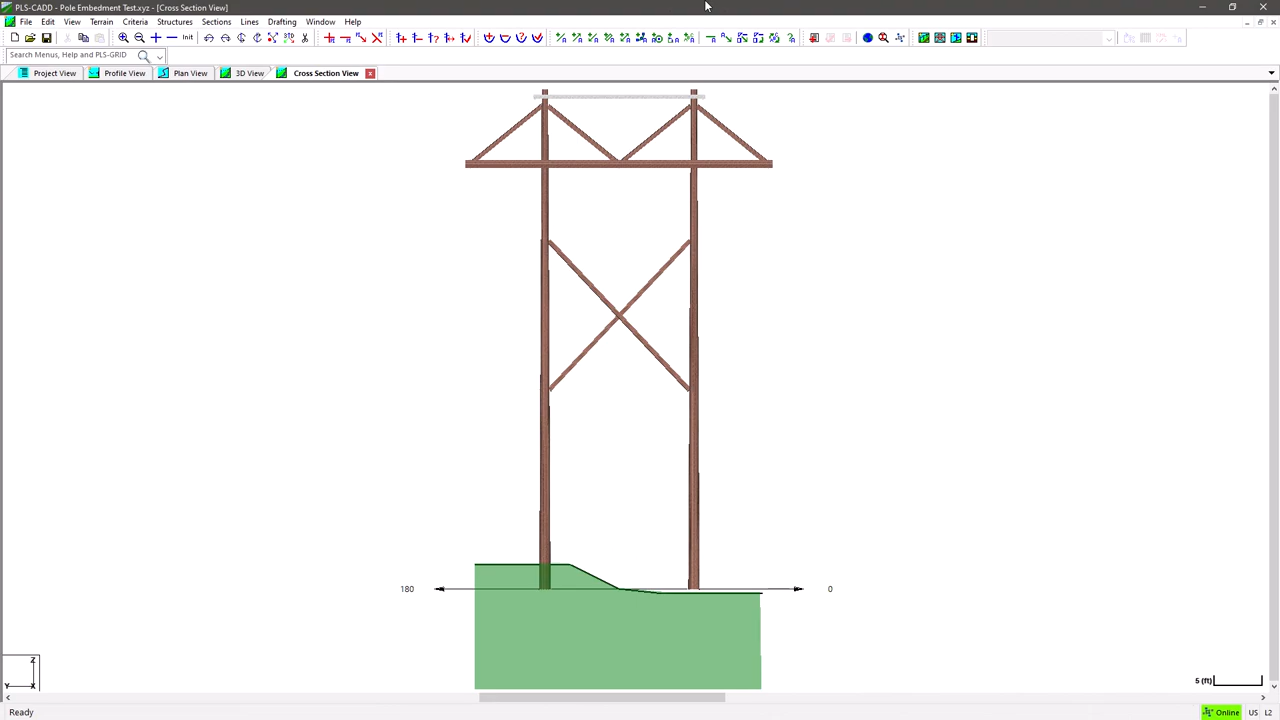 PLS-CADD - Pole Embedment Test.xyz - [Cross Section View]
File Edit View Terrain Criteria Structures Sections Lines Drafting Window Help
Init STD
Search Menus, Help and PLS-GRID
Project View Profile View Plan View 3D View Cross Section View
180 0
Z
Y X
5 (ft)
Ready Online US L2